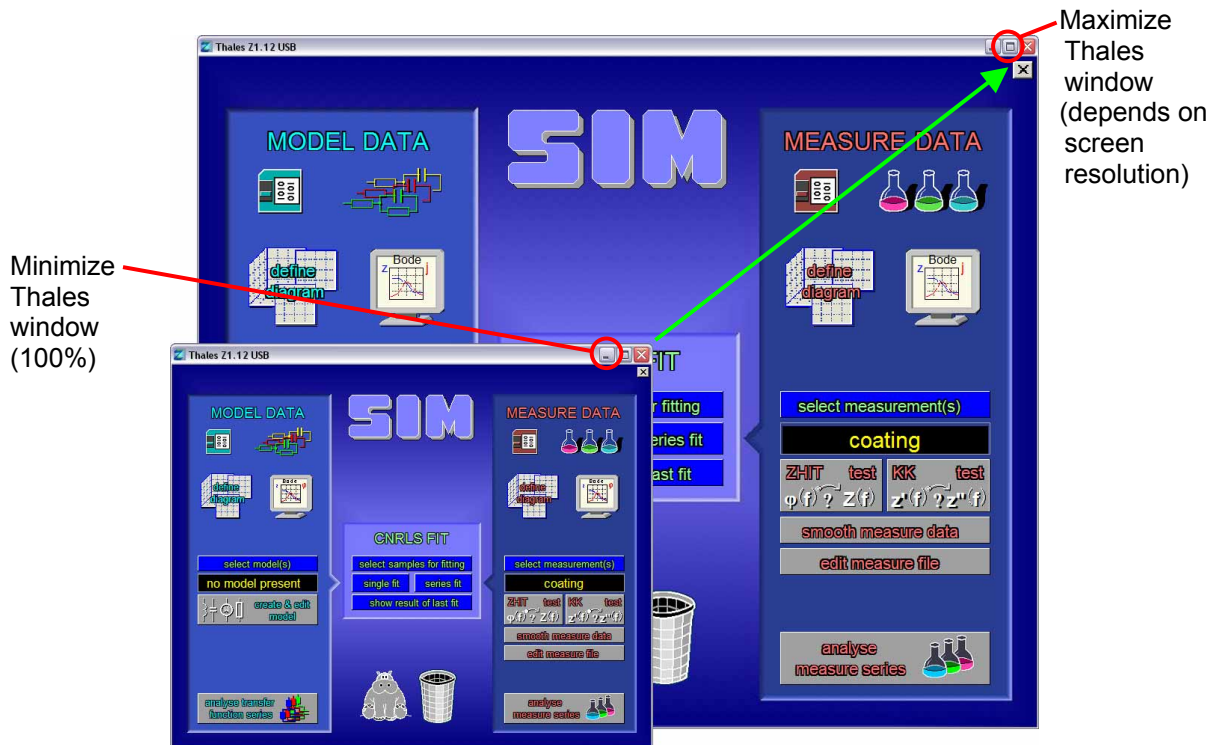 Maximize
Thales
window
(depends on
screen
resolution)
Thales Z1.12 USB
MODEL DATA
SIM
MEASURE DATA
1010
0101
1010
0101
define
diagram
Bode
z
define
diagram
Bode
z j
Minimize
Thales
window
(100%)
FIT
r fitting
eries fit
ast fit
select measurement(s)
coating
ZHIT test KK test
φ(f) ? Z(f) z'(f) ? z"(f)
smooth measure data
edit measure file
analyse
measure series
Thales Z1.12 USB
MODEL DATA
SIM
MEASURE DATA
define
diagram
Bode
define
diagram
Bode
CNRLS FIT
select model(s)
select samples for fitting
select measurement(s)
no model present
single fit series fit
coating
create & edit
model
show result of last fit
ZHIT test KK test
φ(f) ? Z(f) z'(f) ? z"(f)
smooth measure data
edit measure file
analyse transfer
function series
analyse
measure series